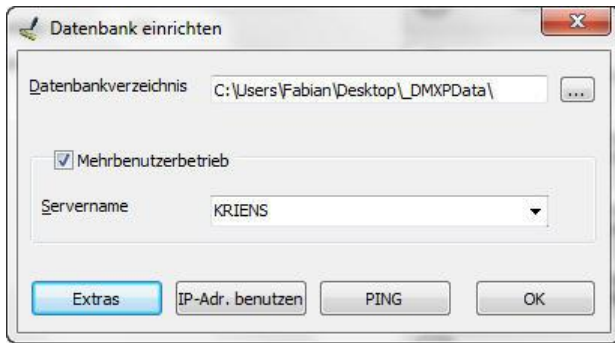 Datenbank einrichten
Datenbankverzeichnis C:\Users\Fabian\Desktop\_DMXPData\ ...
Mehrbenutzerbetrieb
Servername KRIENS
Extras IP-Adr. benutzen PING OK